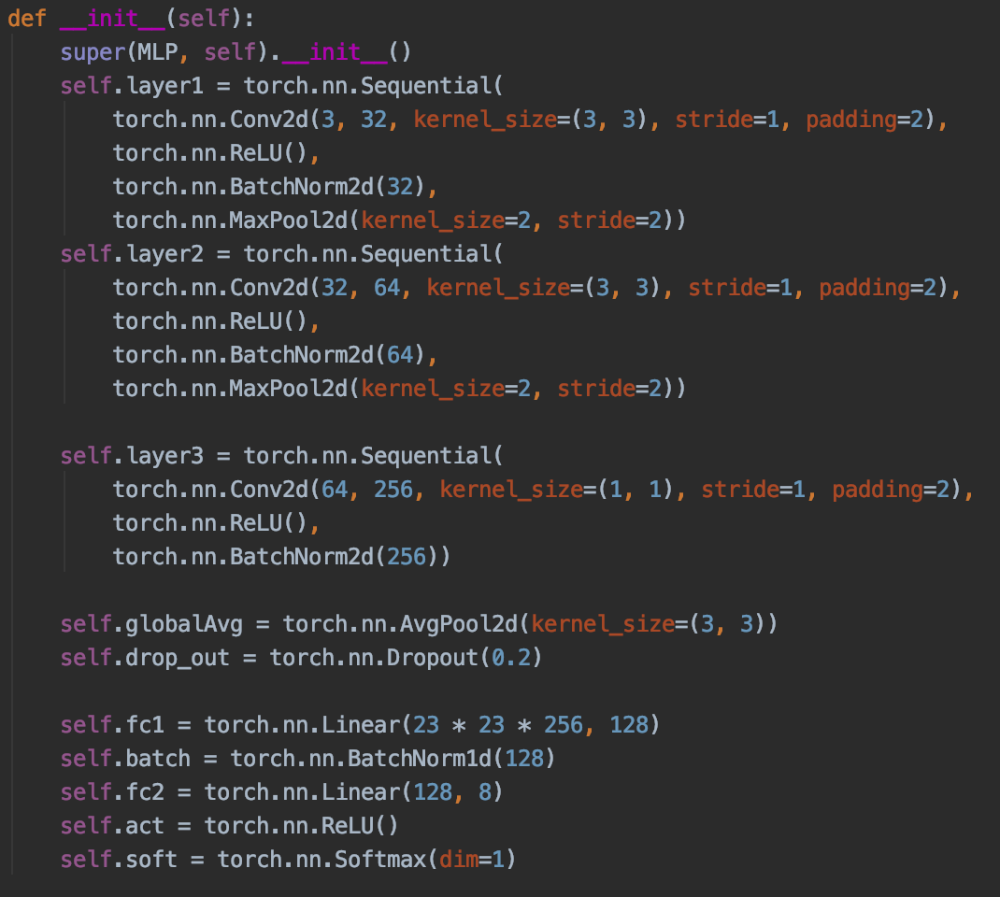 def __init__(self):
    super(MLP, self).__init__()
    self.layer1 = torch.nn.Sequential(
        torch.nn.Conv2d(3, 32, kernel_size=(3, 3), stride=1, padding=2),
        torch.nn.ReLU(),
        torch.nn.BatchNorm2d(32),
        torch.nn.MaxPool2d(kernel_size=2, stride=2))
    self.layer2 = torch.nn.Sequential(
        torch.nn.Conv2d(32, 64, kernel_size=(3, 3), stride=1, padding=2),
        torch.nn.ReLU(),
        torch.nn.BatchNorm2d(64),
        torch.nn.MaxPool2d(kernel_size=2, stride=2))

    self.layer3 = torch.nn.Sequential(
        torch.nn.Conv2d(64, 256, kernel_size=(1, 1), stride=1, padding=2),
        torch.nn.ReLU(),
        torch.nn.BatchNorm2d(256))

    self.globalAvg = torch.nn.AvgPool2d(kernel_size=(3, 3))
    self.drop_out = torch.nn.Dropout(0.2)

    self.fc1 = torch.nn.Linear(23 * 23 * 256, 128)
    self.batch = torch.nn.BatchNorm1d(128)
    self.fc2 = torch.nn.Linear(128, 8)
    self.act = torch.nn.ReLU()
    self.soft = torch.nn.Softmax(dim=1)